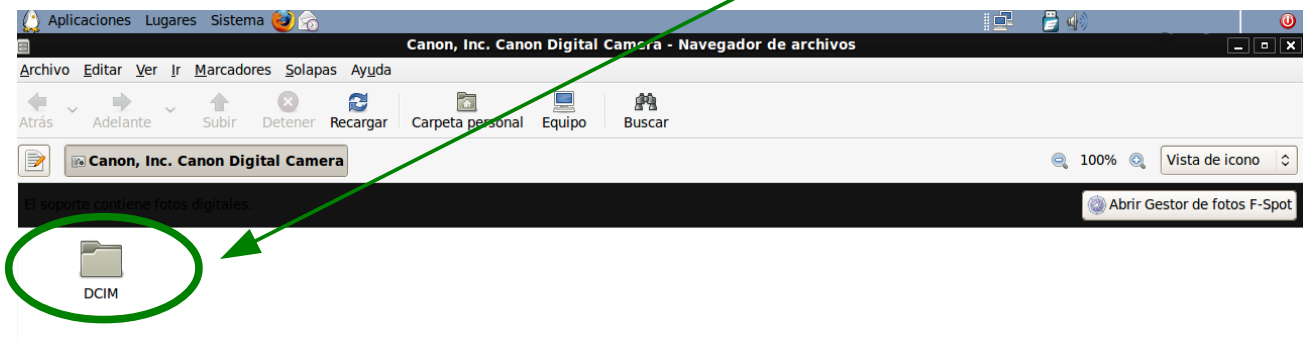 Aplicaciones Lugares Sistema
Canon, Inc. Canon Digital Camera - Navegador de archivos
Archivo Editar Ver Ir Marcadores Solapas Ayuda
Atrás Adelante Subir Detener Recargar Carpeta personal Equipo Buscar
Canon, Inc. Canon Digital Camera 100% Vista de icono
El soporte contiene fotos digitales. Abrir Gestor de fotos F-Spot
DCIM